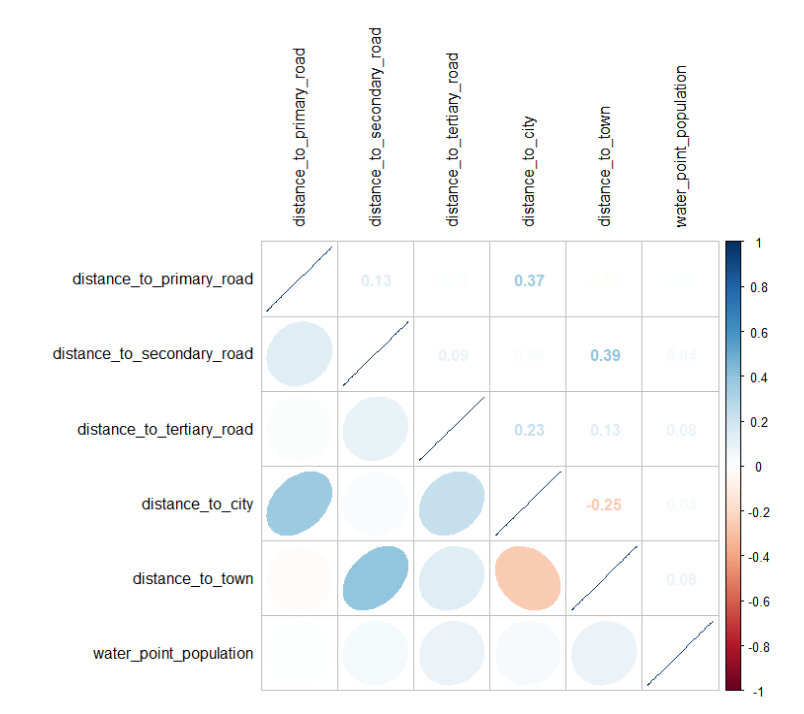 distance_to_primary_road
distance_to_secondary_road
distance_to_tertiary_road
distance_to_city
distance_to_town
water_point_population
1
distance_to_primary_road 0.13 0.37
0.8
0.6
distance_to_secondary_road 0.09 0.02 0.39 0.04
0.4
distance_to_tertiary_road 0.23 0.13 0.08
0.2
0
distance_to_city -0.25 0.04
-0.2
-0.4
distance_to_town 0.08
-0.6
water_point_population
-0.8
-1